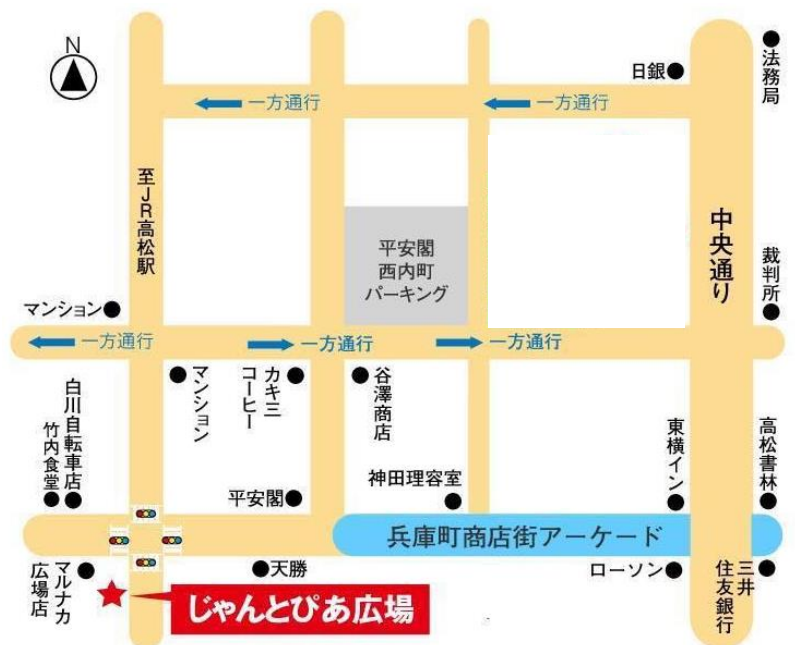 N
日銀
法務局
一方通行
一方通行
至JR高松駅
中央通り
平安閣
西内町
パーキング
裁判所
マンション
一方通行
一方通行
一方通行
白川自転車店
竹内食堂
マンション
カキ三
コーヒー
谷澤商店
東横イン
高松書林
神田理容室
平安閣
兵庫町商店街アーケード
マルナカ
広場店
天勝
ローソン
三井
住友銀行
じゃんとぴあ広場